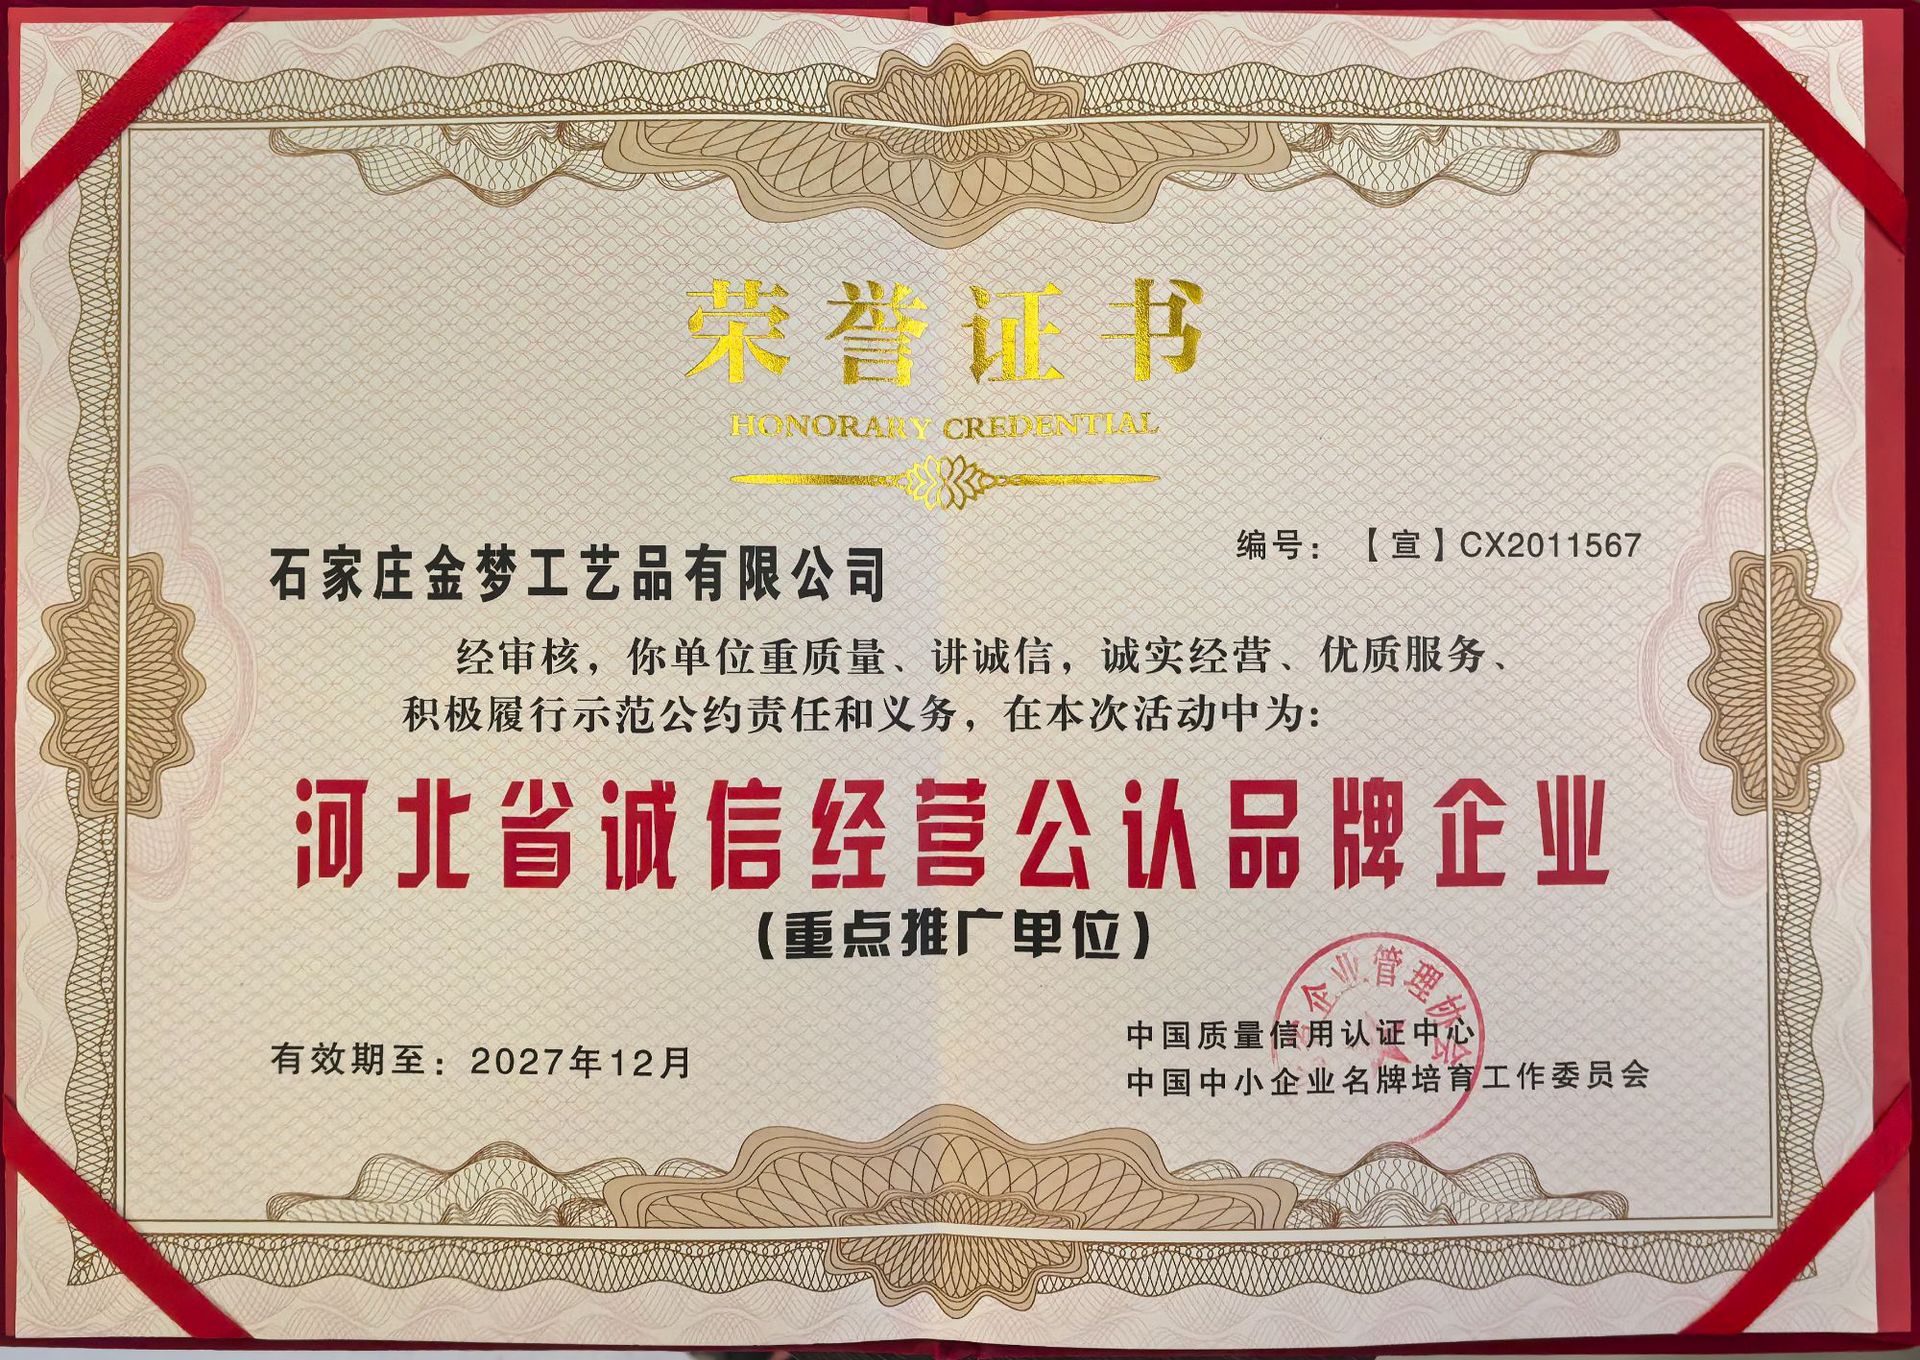 荣誉证书
HONORARY CREDENTIAL
编号：【宣】CX2011567
石家庄金梦工艺品有限公司
经审核，你单位重质量、讲诚信，诚实经营、优质服务、
积极履行示范公约责任和义务，在本次活动中为：
河北省诚信经营公认品牌企业
（重点推广单位）
有效期至：2027年12月
中国质量信用认证中心
中国中小企业名牌培育工作委员会
企业管理协会